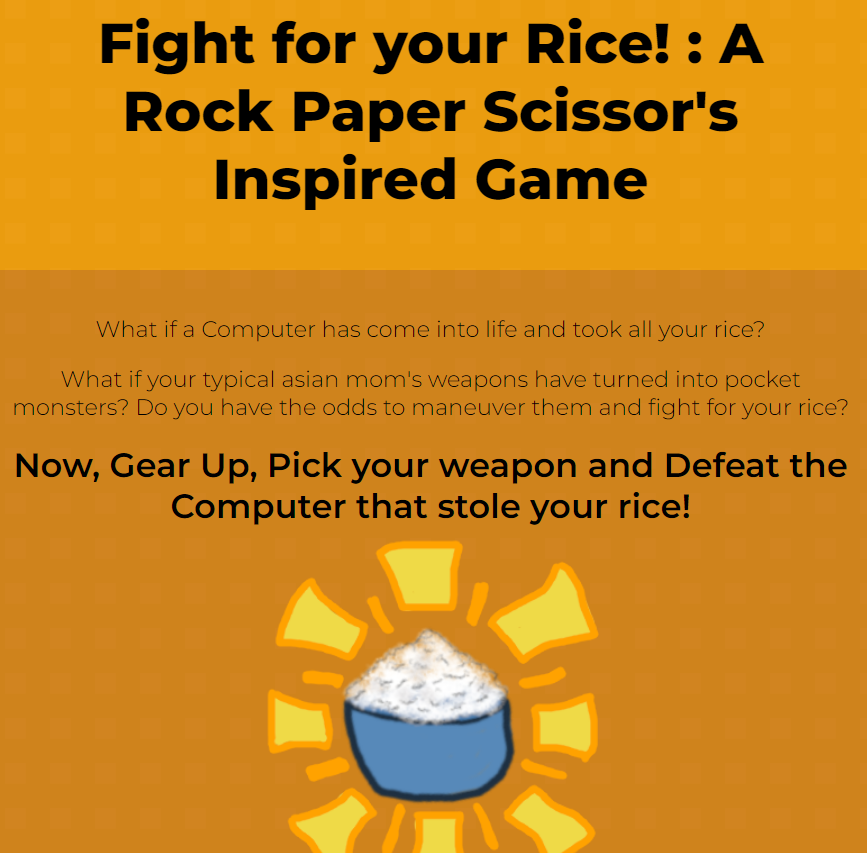 Fight for your Rice! : A
Rock Paper Scissor's
Inspired Game
What if a Computer has come into life and took all your rice?
What if your typical asian mom's weapons have turned into pocket
monsters? Do you have the odds to maneuver them and fight for your rice?
Now, Gear Up, Pick your weapon and Defeat the
Computer that stole your rice!